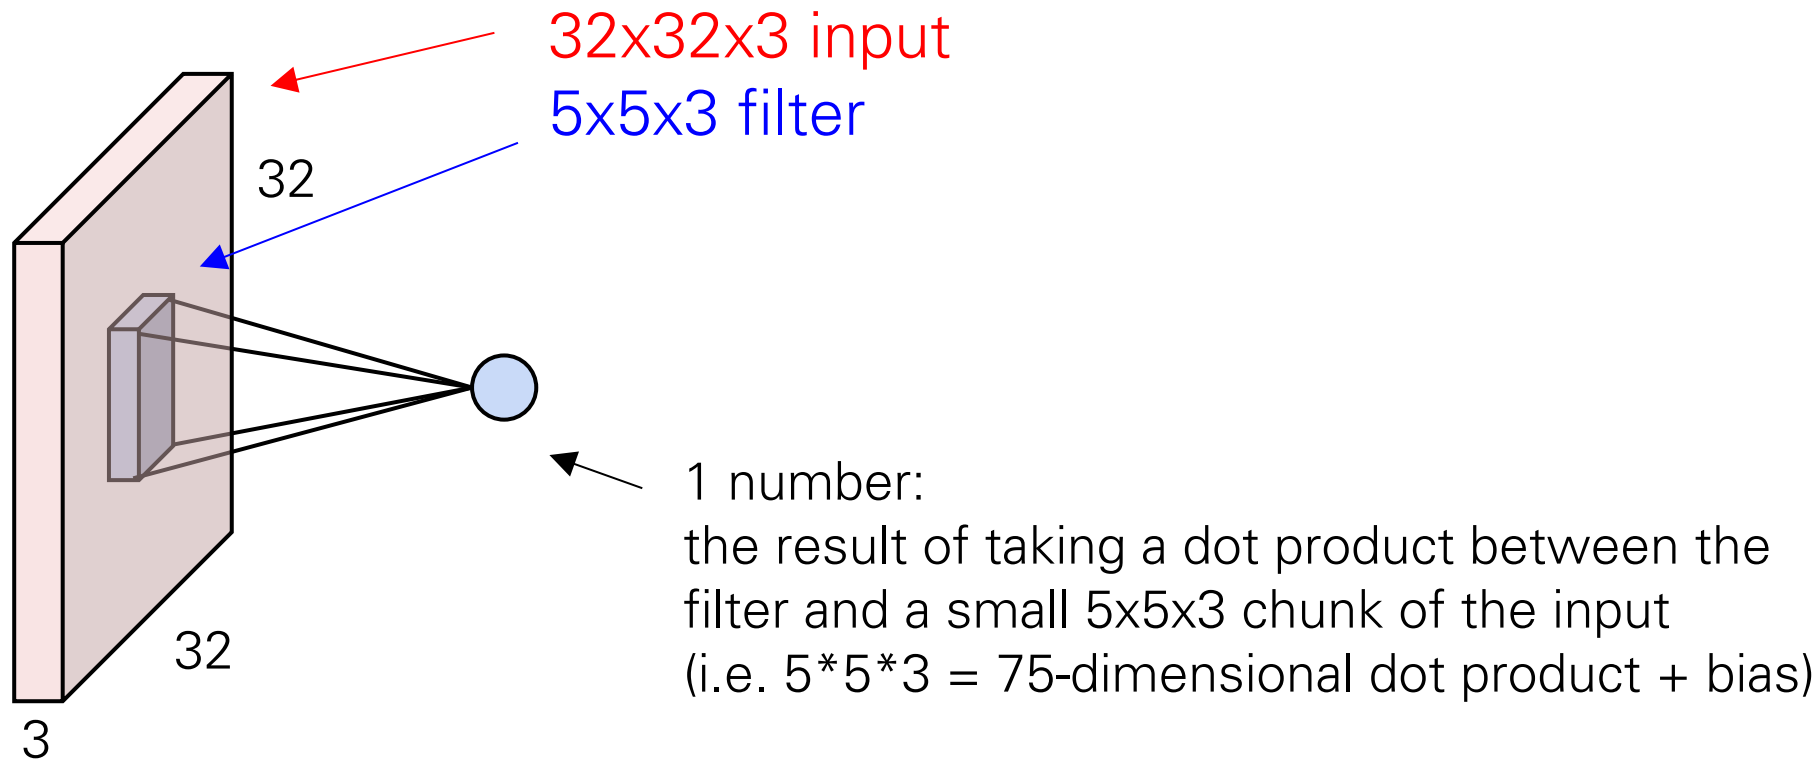 32x32x3 input
5x5x3 filter
32
32
3
1 number:
the result of taking a dot product between the
filter and a small 5x5x3 chunk of the input
(i.e. 5*5*3 = 75-dimensional dot product + bias)